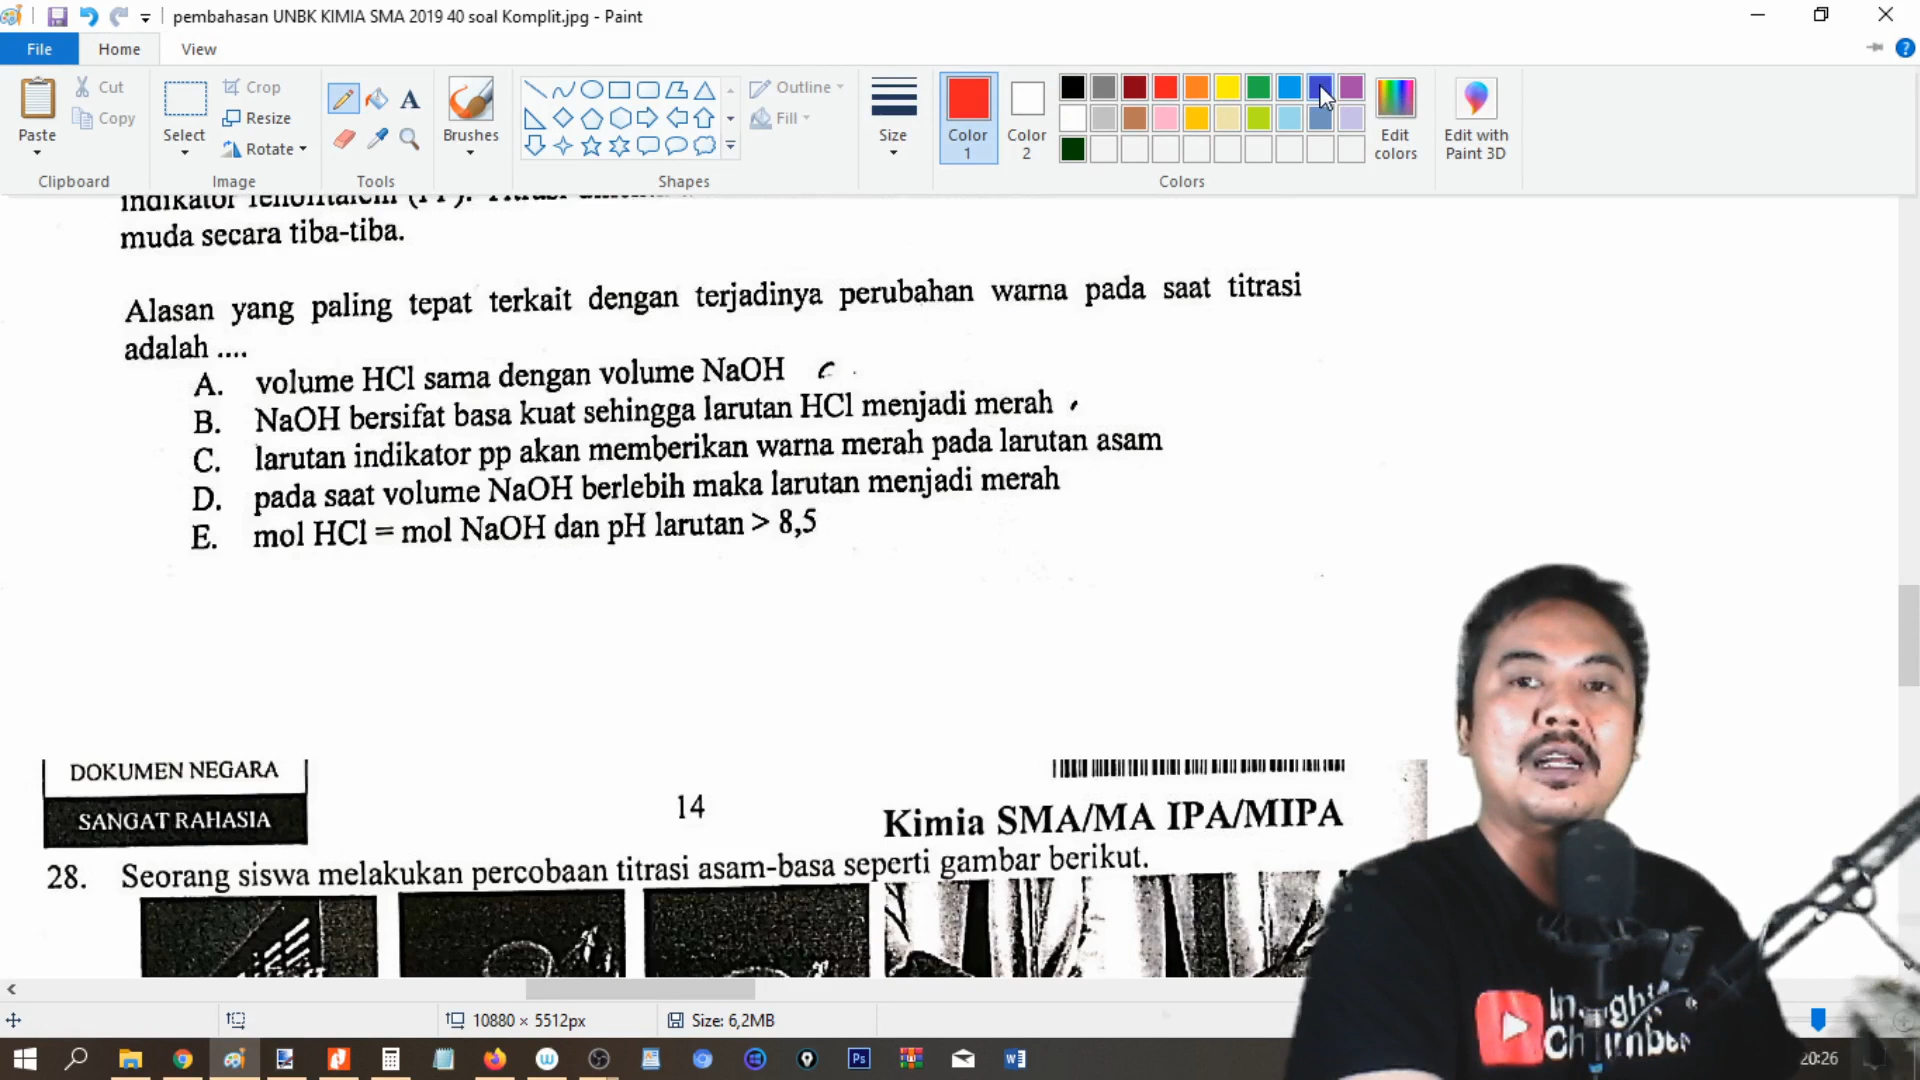 pembahasan UNBK KIMIA SMA 2019 40 soal Komplit.jpg - Paint
File Home View
Paste
Cut
Copy
Clipboard
Select
Crop
Resize
Rotate
Image
A
Tools
Brushes
Outline
Fill
Shapes
Size
Color 1
Color 2
Edit colors
Edit with Paint 3D
Colors
indikator
muda secara tiba-tiba.
Alasan yang paling tepat terkait dengan terjadinya perubahan warna pada saat titrasi
adalah ....
A. volume HCl sama dengan volume NaOH
B. NaOH bersifat basa kuat sehingga larutan HCl menjadi merah
C. larutan indikator pp akan memberikan warna merah pada larutan asam
D. pada saat volume NaOH berlebih maka larutan menjadi merah
E. mol HCl = mol NaOH dan pH larutan > 8,5
DOKUMEN NEGARA
SANGAT RAHASIA
14
Kimia SMA/MA IPA/MIPA
28. Seorang siswa melakukan percobaan titrasi asam-basa seperti gambar berikut.
10880 × 5512px
Size: 6,2MB
20:26